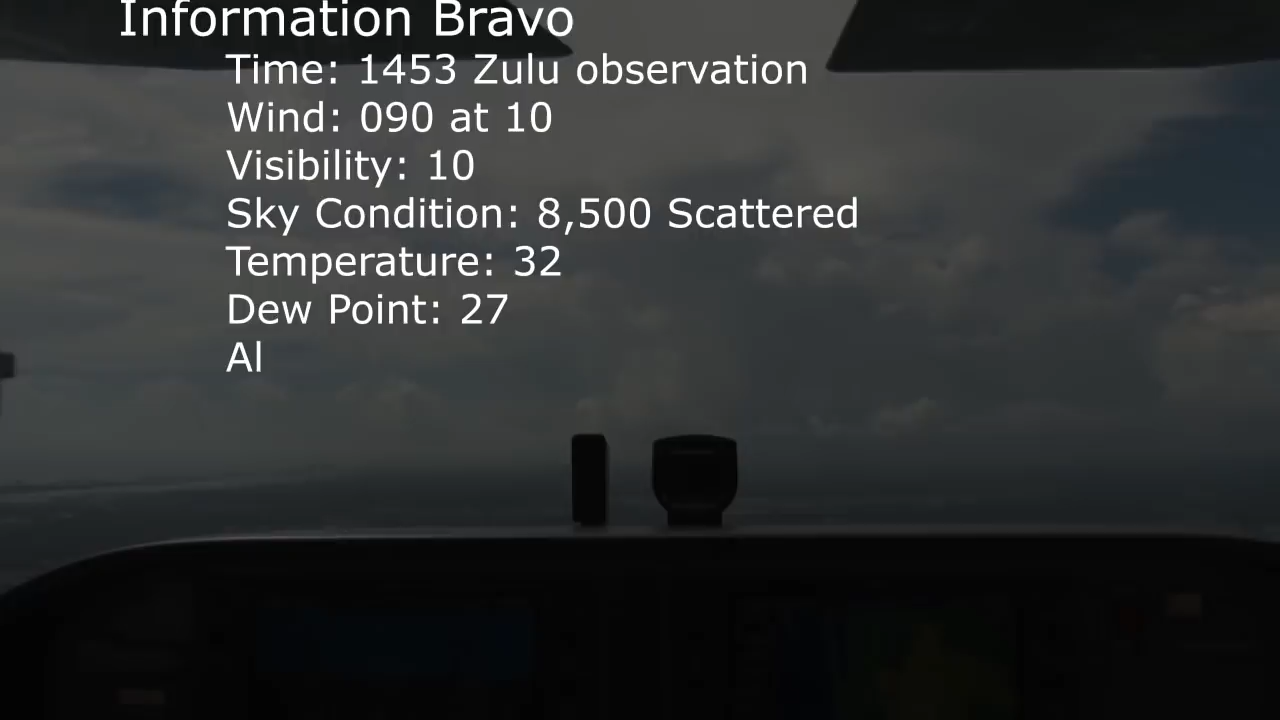 Information Bravo
Time: 1453 Zulu observation
Wind: 090 at 10
Visibility: 10
Sky Condition: 8,500 Scattered
Temperature: 32
Dew Point: 27
Al